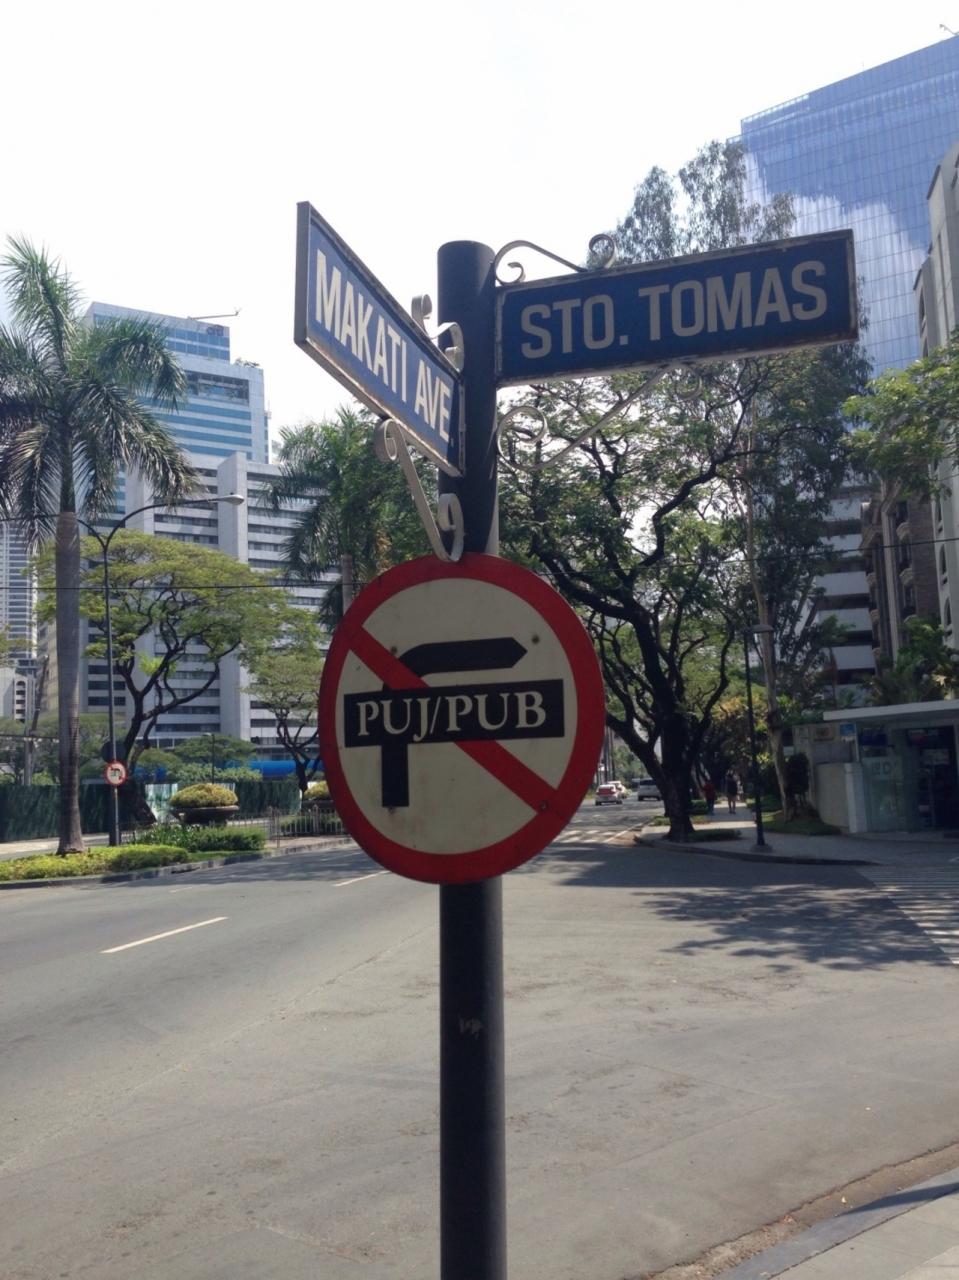 MAKATI AVE.
STO. TOMAS
PUJ/PUB